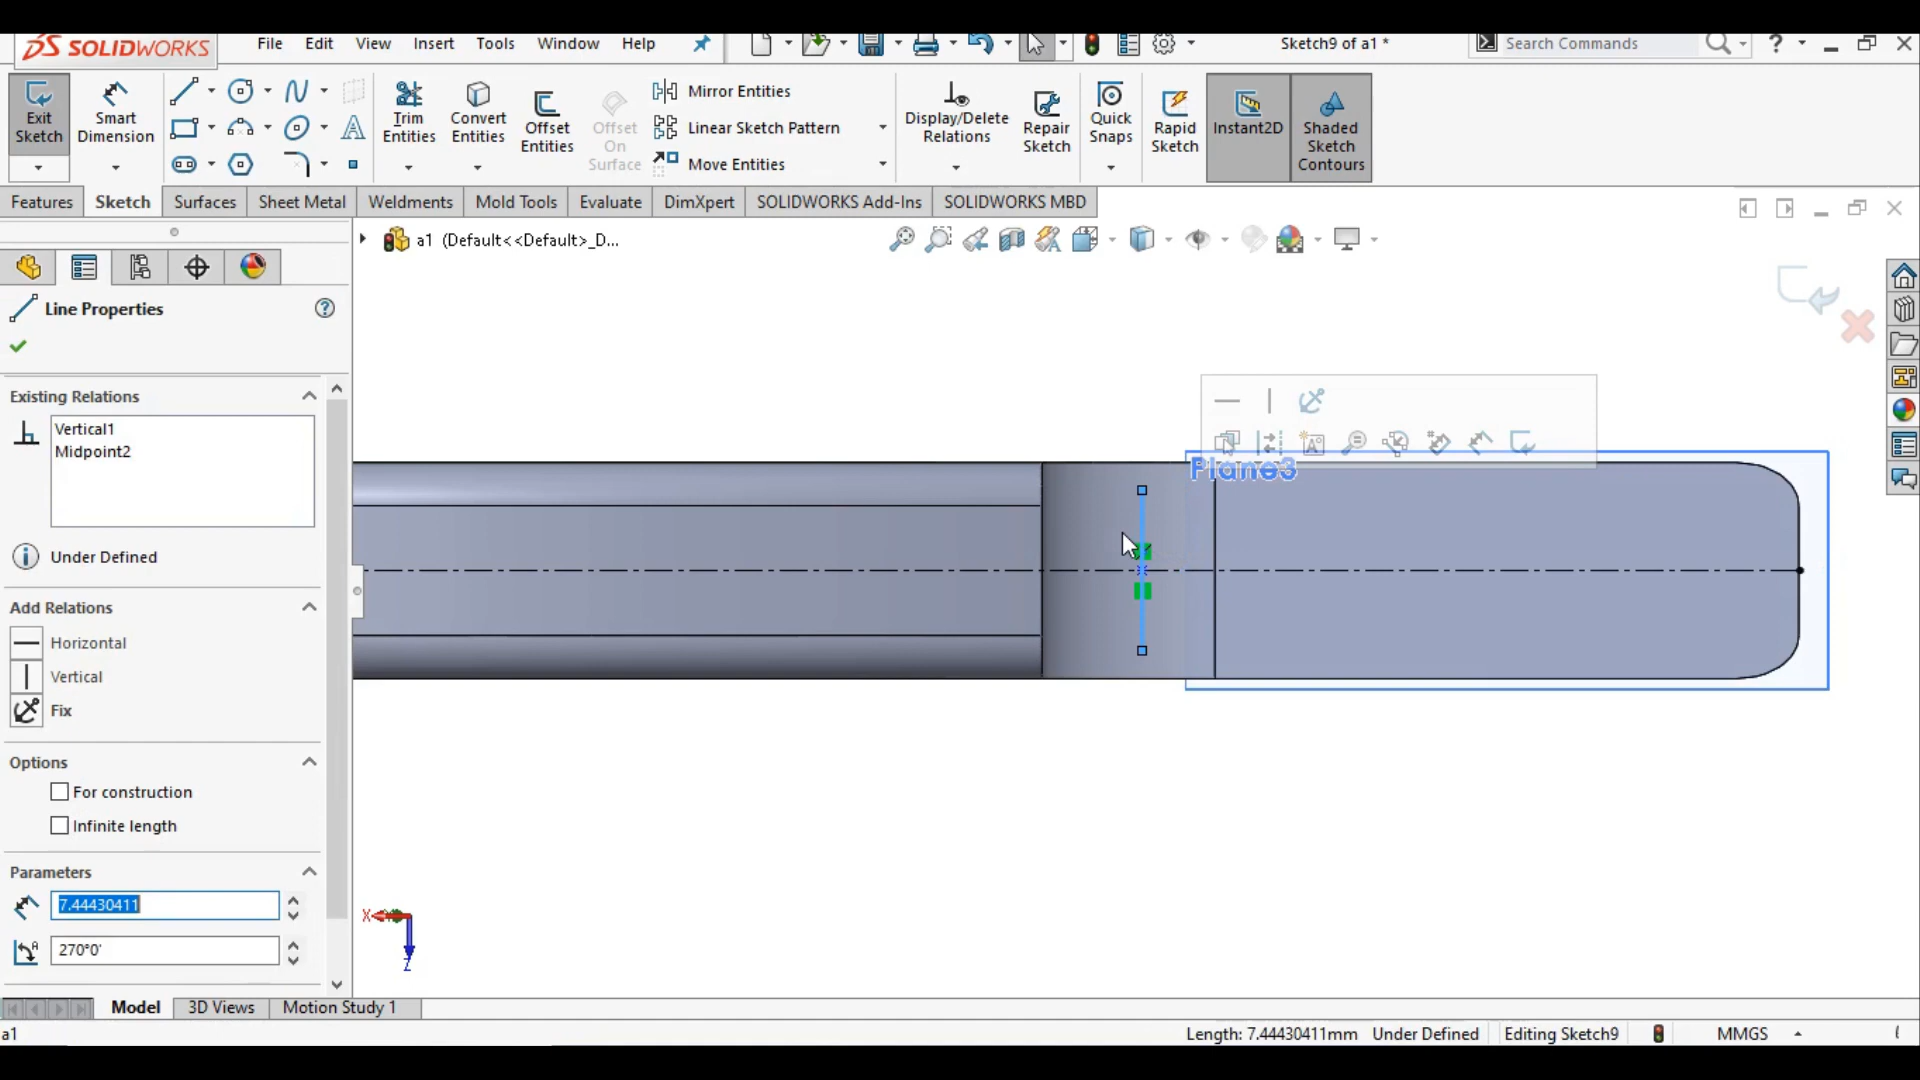 SOLIDWORKS File Edit View Insert Tools Window Help Sketch9 of a1 * Search Commands ?
Exit Sketch
Smart Dimension
Trim Entities
Convert Entities
Offset Entities
Offset On Surface
Mirror Entities
Linear Sketch Pattern
Move Entities
Display/Delete Relations
Repair Sketch
Quick Snaps
Rapid Sketch
Instant2D
Shaded Sketch Contours
Features Sketch Surfaces Sheet Metal Weldments Mold Tools Evaluate DimXpert SOLIDWORKS Add-Ins SOLIDWORKS MBD
a1 (Default<<Default>_D...
Line Properties
Existing Relations
Vertical1
Midpoint2
Under Defined
Add Relations
Horizontal
Vertical
Fix
Options
For construction
Infinite length
Parameters
7.44430411
270°0'
Plane3
X
Z
Model 3D Views Motion Study 1
a1 Length: 7.44430411mm Under Defined Editing Sketch9 MMGS